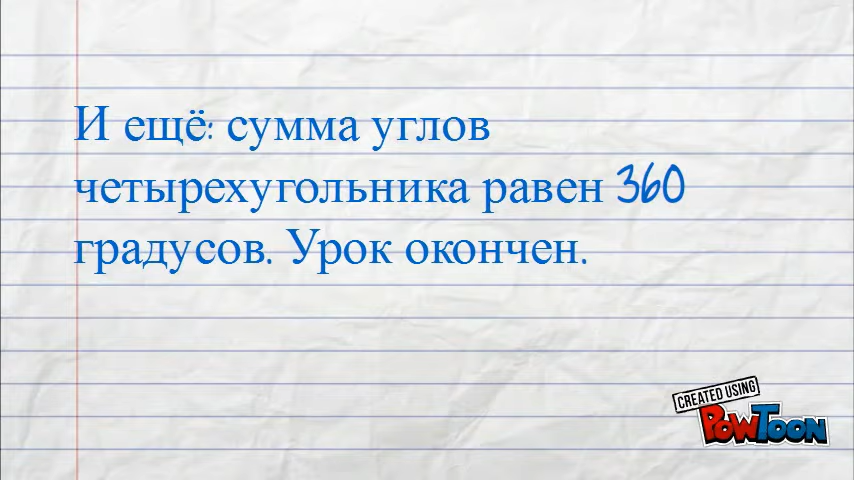 И ещё: сумма углов
четырехугольника равен 360
градусов. Урок окончен.
CREATED USING
POWTOON